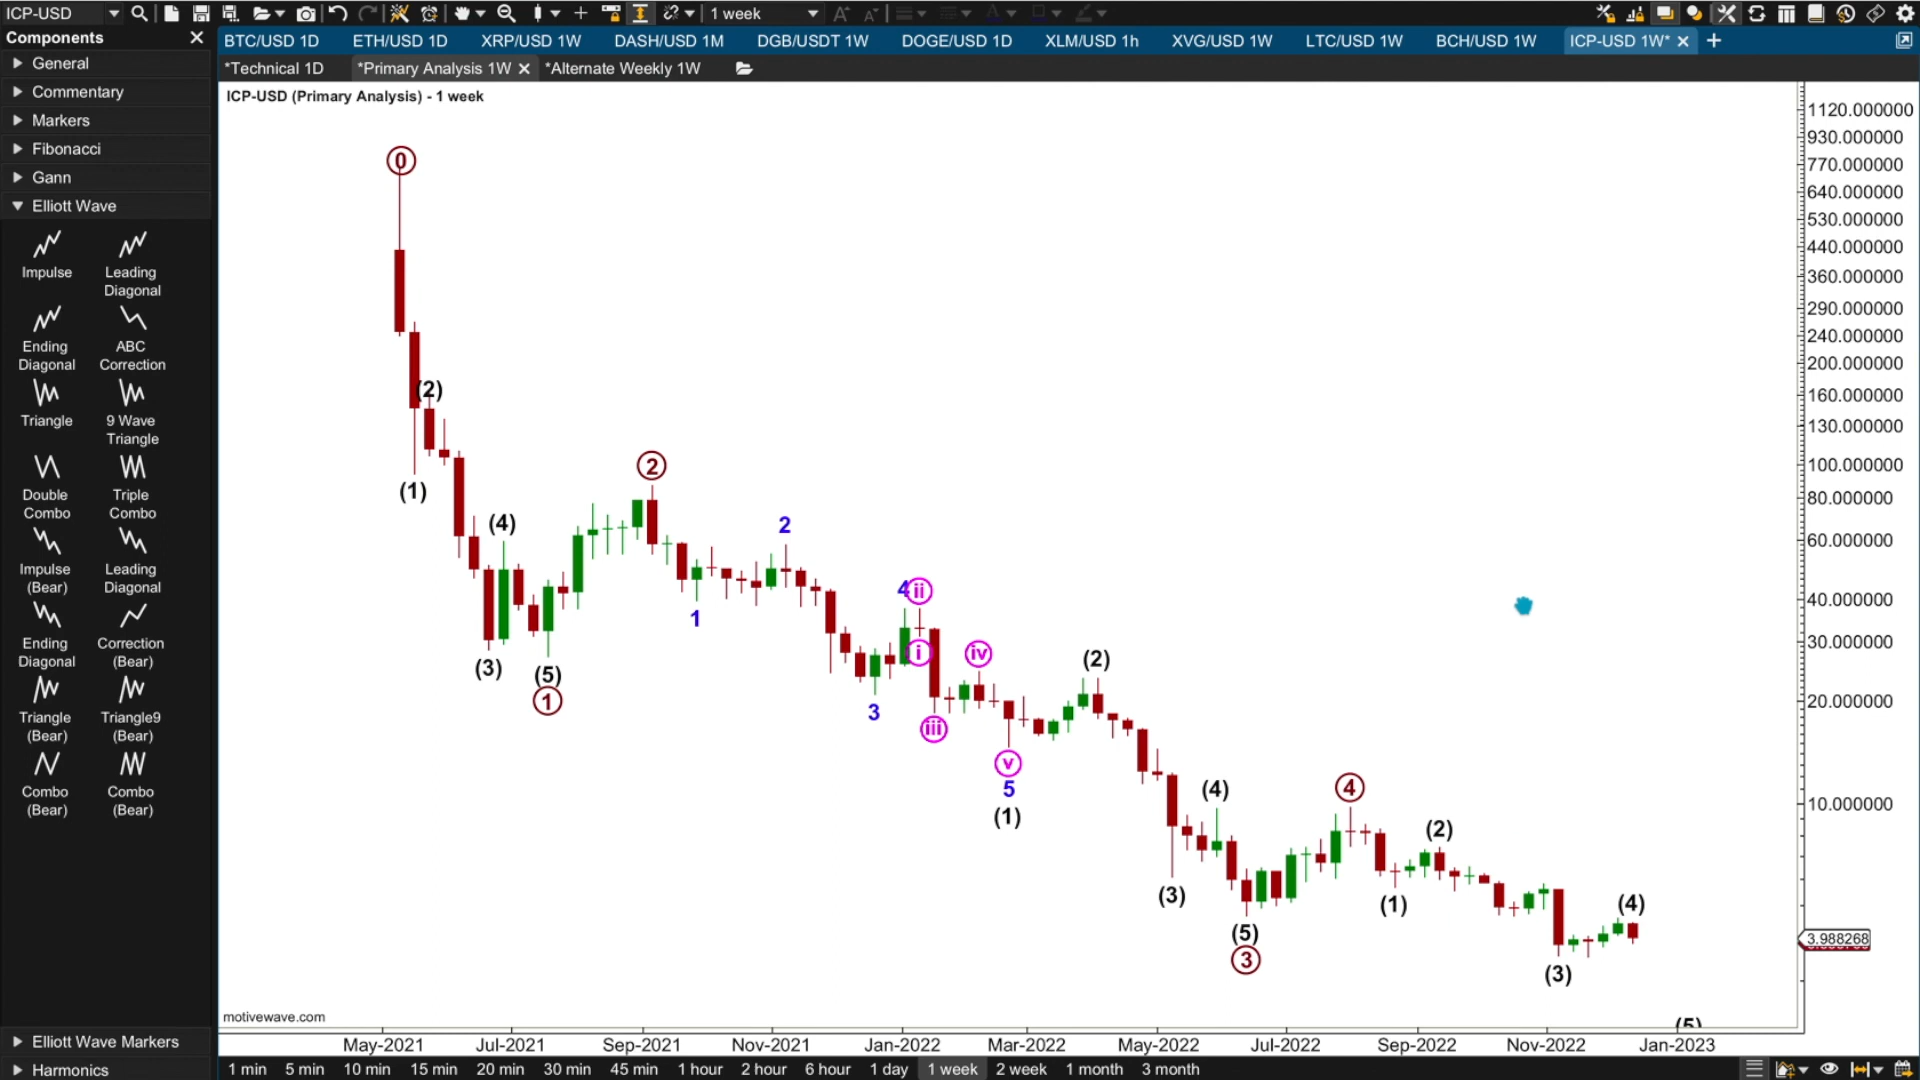 ICP-USD
1 week
Components
General
Commentary
Markers
Fibonacci
Gann
Elliott Wave
Impulse
Leading
Diagonal
Ending
Diagonal
ABC
Correction
Triangle
9 Wave
Triangle
Double
Combo
Triple
Combo
Impulse
(Bear)
Leading
Diagonal
Ending
Diagonal
Correction
(Bear)
Triangle
(Bear)
Triangle9
(Bear)
Combo
(Bear)
Combo
(Bear)
Elliott Wave Markers
Harmonics
BTC/USD 1D
ETH/USD 1D
XRP/USD 1W
DASH/USD 1M
DGB/USDT 1W
DOGE/USD 1D
XLM/USD 1h
XVG/USD 1W
LTC/USD 1W
BCH/USD 1W
ICP-USD 1W*
*Technical 1D
*Primary Analysis 1W
*Alternate Weekly 1W
ICP-USD (Primary Analysis) - 1 week
0
(2)
(1)
(4)
(3)
(5)
1
2
1
2
3
4
ii
i
iii
iv
v
5
(1)
(2)
(3)
(4)
(5)
3
4
(1)
(2)
(3)
(4)
(5)
1120.000000
930.000000
770.000000
640.000000
530.000000
440.000000
360.000000
290.000000
240.000000
200.000000
160.000000
130.000000
100.000000
80.000000
60.000000
40.000000
30.000000
20.000000
10.000000
3.988268
motivewave.com
May-2021
Jul-2021
Sep-2021
Nov-2021
Jan-2022
Mar-2022
May-2022
Jul-2022
Sep-2022
Nov-2022
Jan-2023
1 min
5 min
10 min
15 min
20 min
30 min
45 min
1 hour
2 hour
6 hour
1 day
1 week
2 week
1 month
3 month